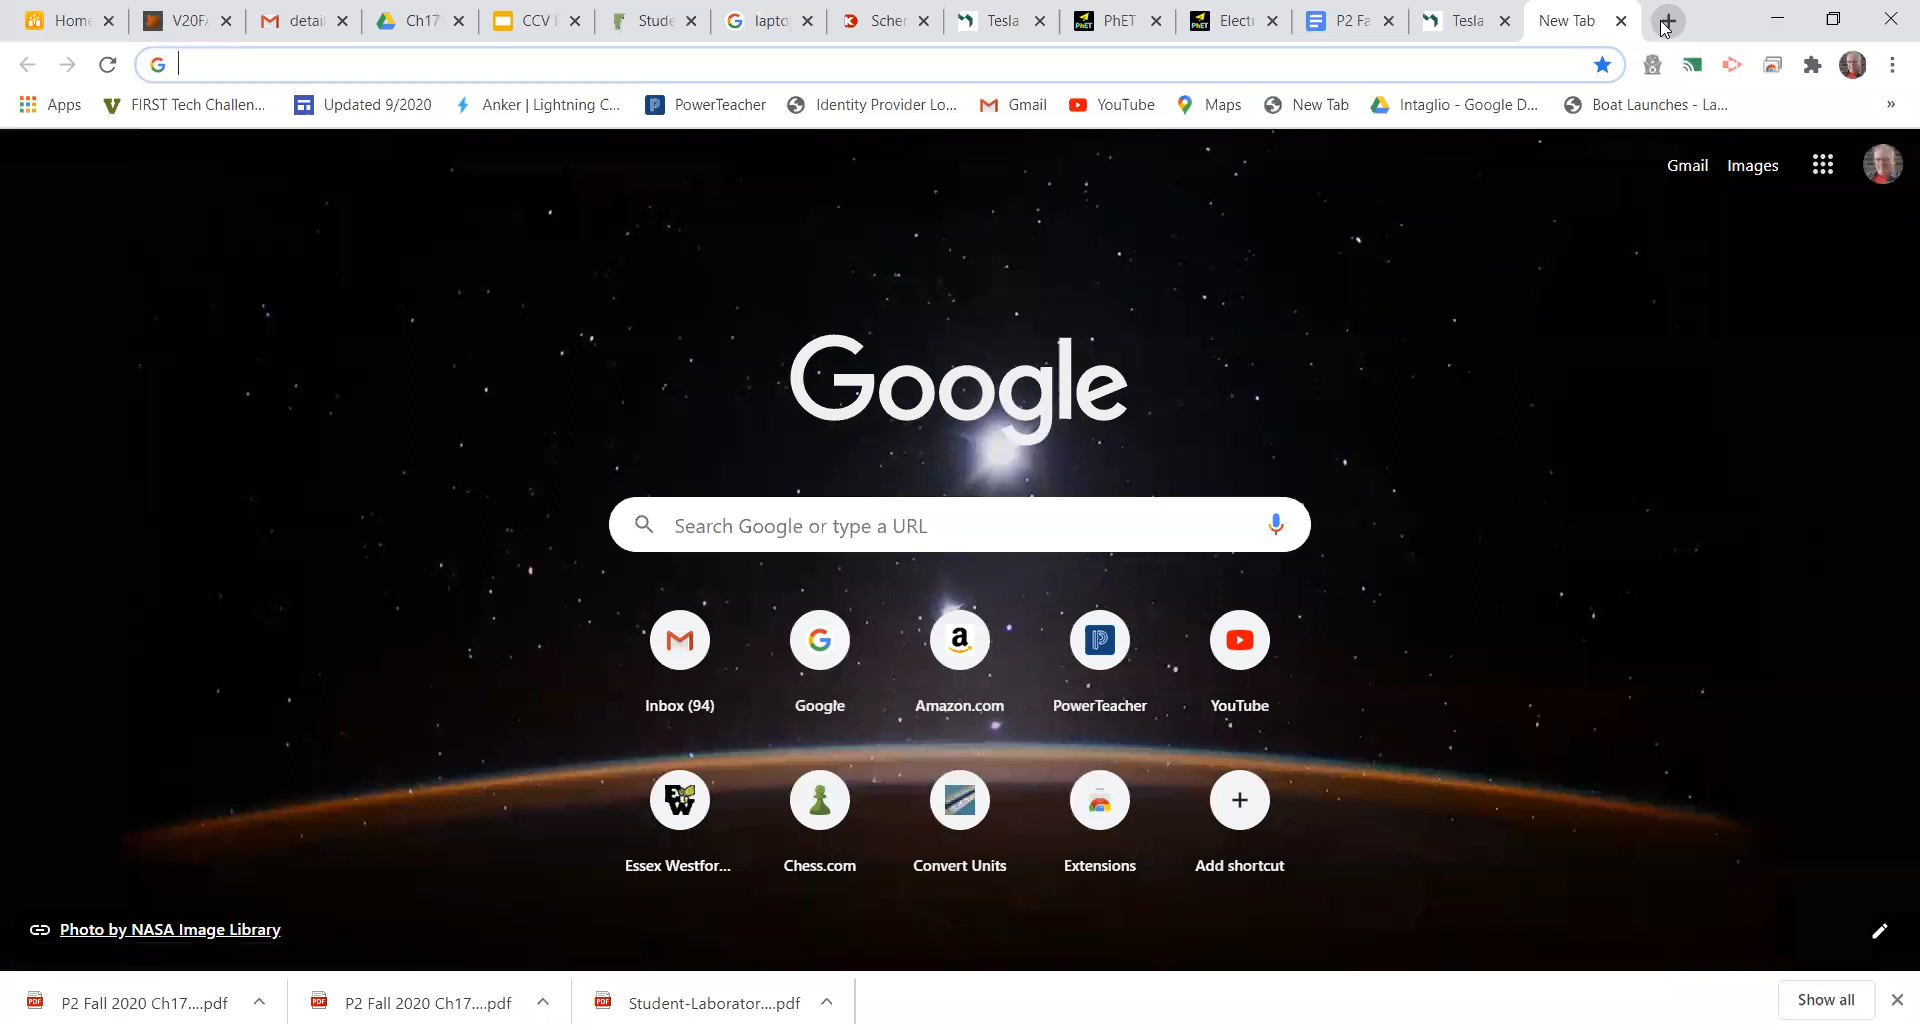 Home V20F detail Ch17 CCV Stude lapto Scher Tesla PhET Electr P2 Fa Tesla New Tab
Apps FIRST Tech Challen... Updated 9/2020 Anker | Lightning C... PowerTeacher Identity Provider Lo... Gmail YouTube Maps New Tab Intaglio - Google D... Boat Launches - La... »
Gmail Images
Google
Search Google or type a URL
Inbox (94) Google Amazon.com PowerTeacher YouTube
Essex Westfor... Chess.com Convert Units Extensions Add shortcut
Photo by NASA Image Library
P2 Fall 2020 Ch17....pdf P2 Fall 2020 Ch17....pdf Student-Laborator....pdf Show all